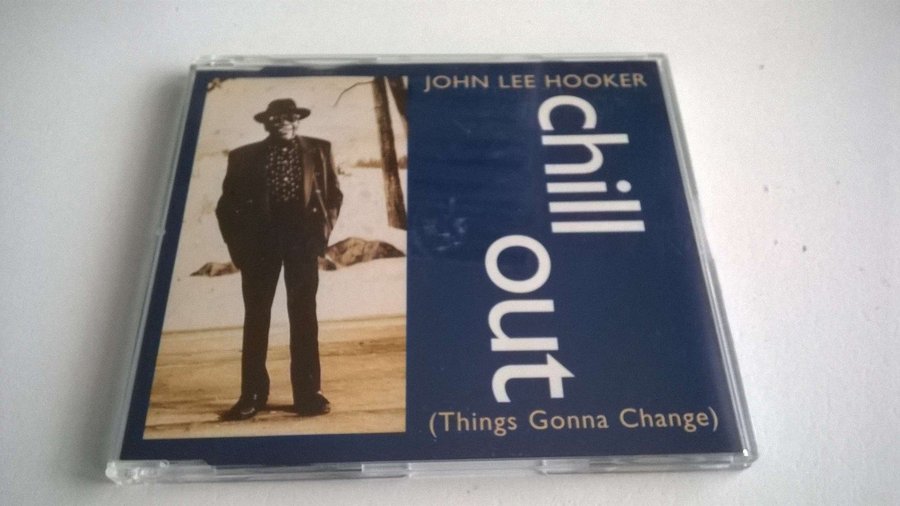 JOHN LEE HOOKER
chill
out
(Things Gonna Change)